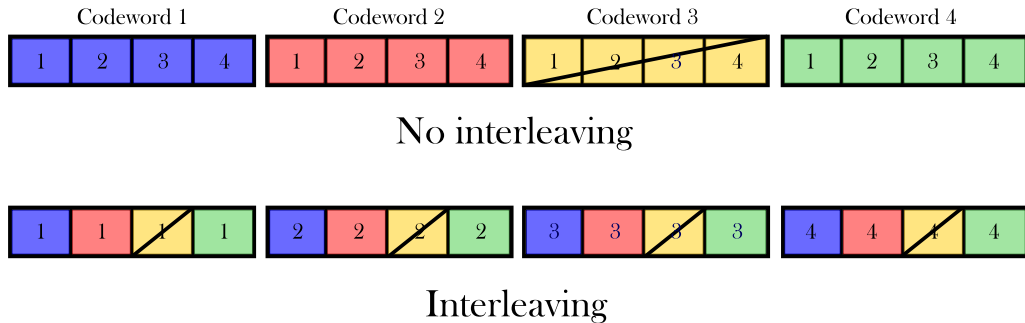 Codeword 1 Codeword 2 Codeword 3 Codeword 4
1 2 3 4 1 2 3 4 1 2 3 4 1 2 3 4
No interleaving
1 1 1 1 2 2 2 2 3 3 3 3 4 4 4 4
Interleaving